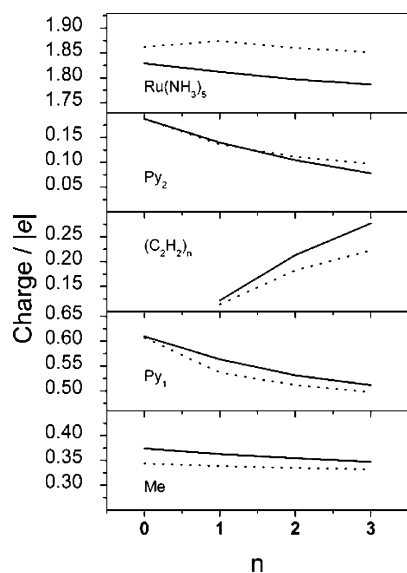 1.90
1.85
1.80
1.75
Ru(NH₃)₅
0.15
0.10
0.05
Py₂
0.25
0.20
0.15
(C₂H₂)ₙ
0.65
0.60
0.55
0.50
Py₁
0.40
0.35
0.30
Me
Charge / |e|
0 1 2 3
n